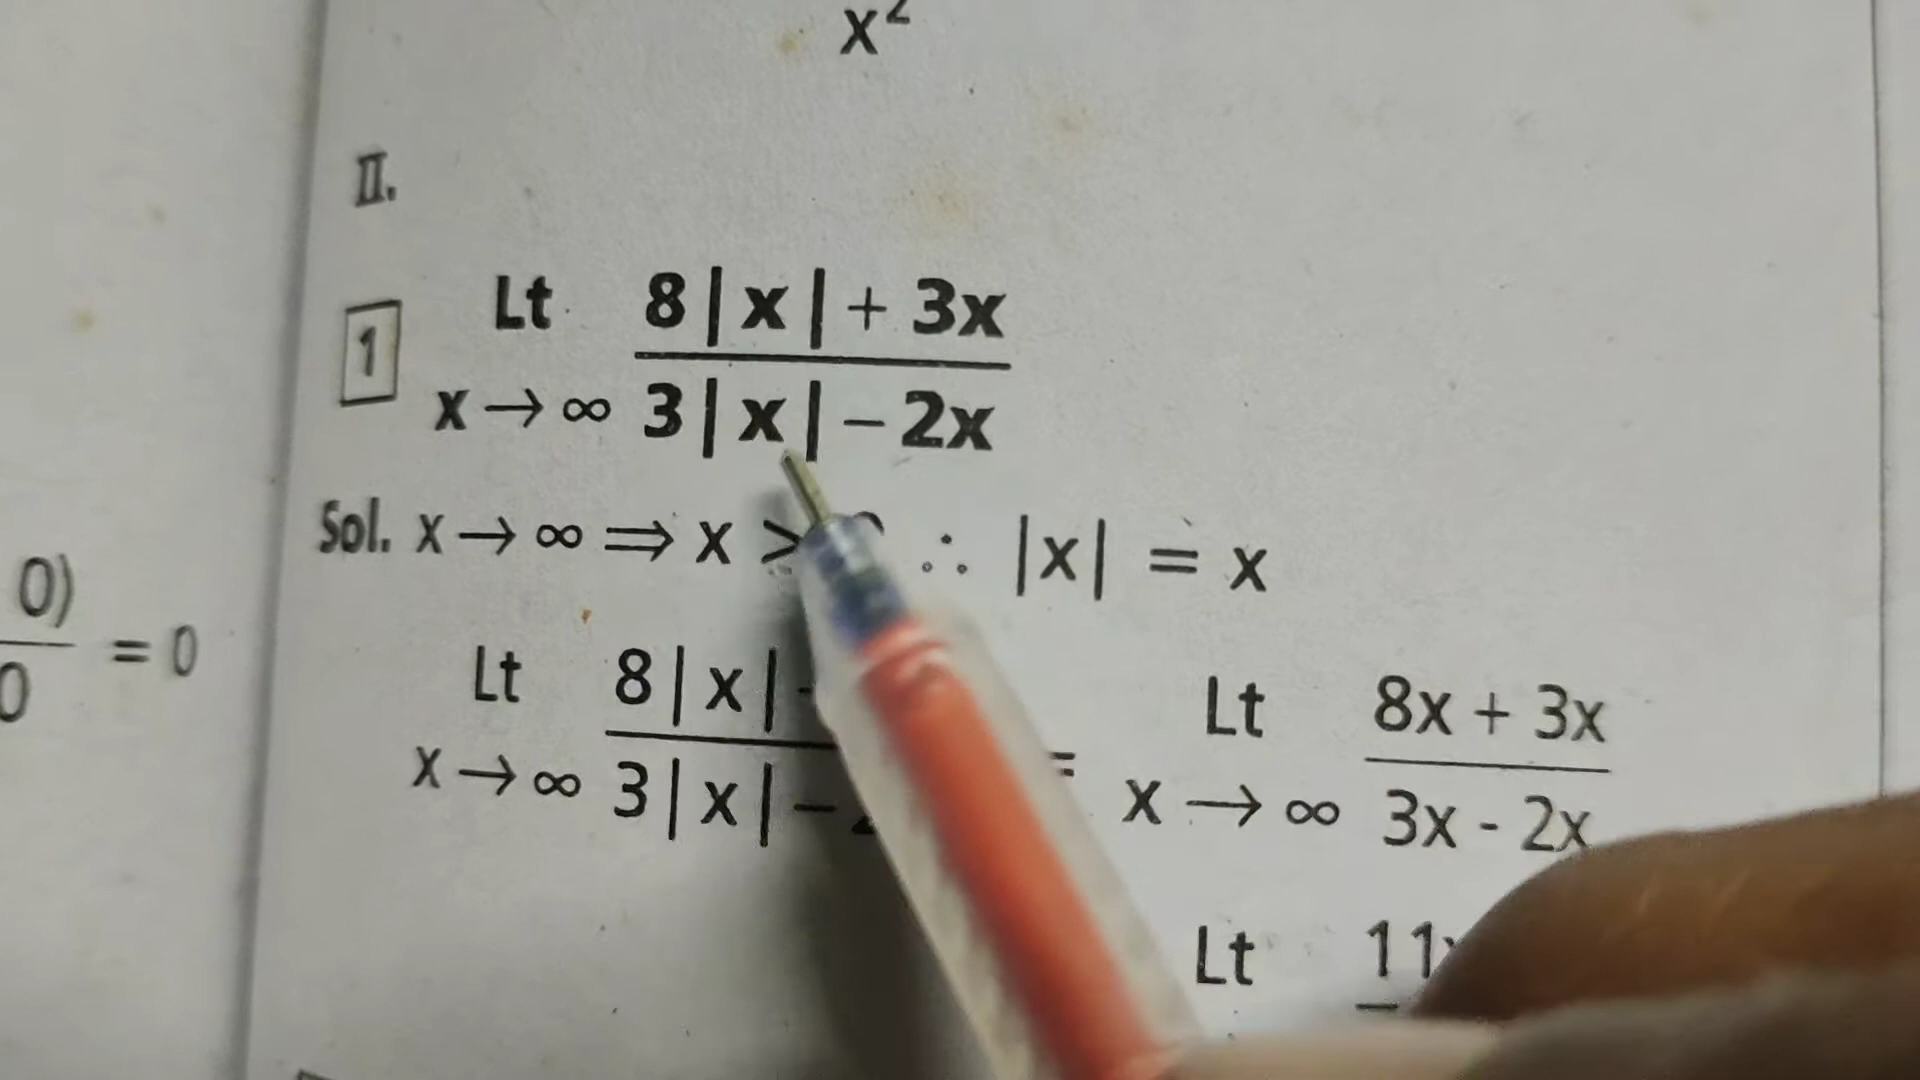 x²
II.
1 Lt x→∞ (8|x| + 3x)/(3|x| − 2x)
Sol. x→∞ ⇒ x > ∴ |x| = x
Lt x→∞ 8|x| / 3|x| − = Lt x→∞ (8x + 3x)/(3x - 2x)
Lt 11
0)
0 = 0